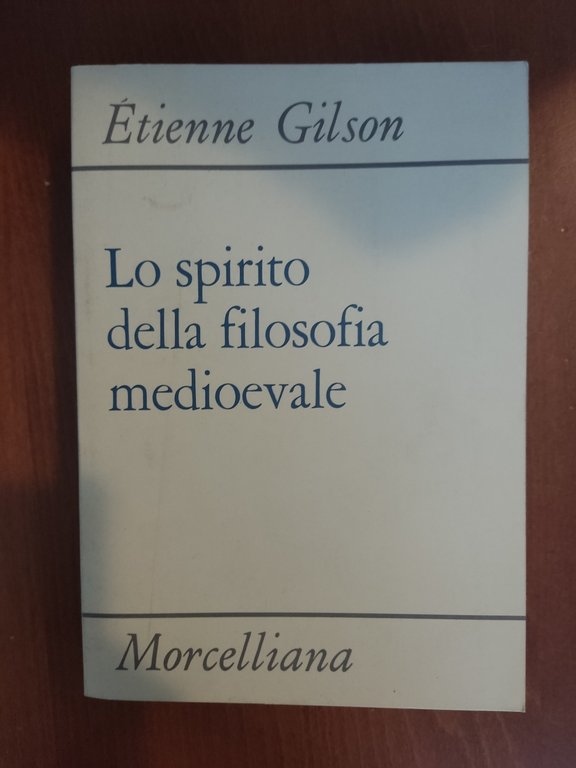 Étienne Gilson
Lo spirito
della filosofia
medioevale
Morcelliana